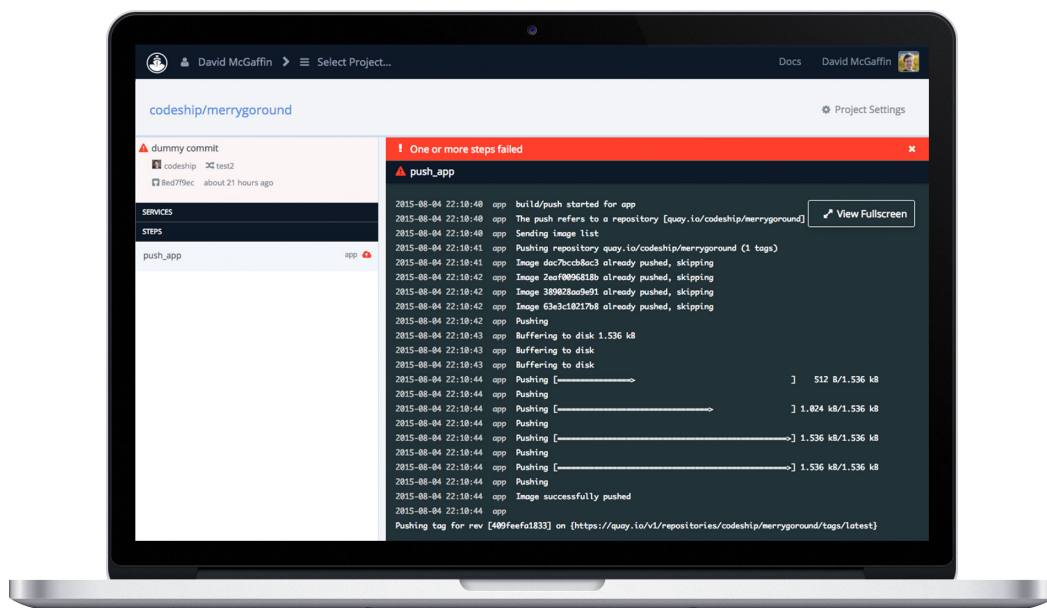 David McGaffin Select Project...
Docs David McGaffin
codeship/merrygoround
Project Settings
dummy commit
codeship test2
8ed7f9ec about 21 hours ago
SERVICES
STEPS
push_app app
! One or more steps failed
push_app
View Fullscreen
2015-08-04 22:10:40 app build/push started for app
2015-08-04 22:10:40 app The push refers to a repository [quay.io/codeship/merrygoround]
2015-08-04 22:10:40 app Sending image list
2015-08-04 22:10:41 app Pushing repository quay.io/codeship/merrygoround (1 tags)
2015-08-04 22:10:41 app Image dac7bccb8ac3 already pushed, skipping
2015-08-04 22:10:42 app Image 2eaf0096818b already pushed, skipping
2015-08-04 22:10:42 app Image 389028aa9e91 already pushed, skipping
2015-08-04 22:10:42 app Image 63e3c10217b8 already pushed, skipping
2015-08-04 22:10:42 app Pushing
2015-08-04 22:10:43 app Buffering to disk 1.536 kB
2015-08-04 22:10:43 app Buffering to disk
2015-08-04 22:10:43 app Buffering to disk
2015-08-04 22:10:44 app Pushing [================> ] 512 B/1.536 kB
2015-08-04 22:10:44 app Pushing
2015-08-04 22:10:44 app Pushing [=================================> ] 1.024 kB/1.536 kB
2015-08-04 22:10:44 app Pushing
2015-08-04 22:10:44 app Pushing [==================================================>] 1.536 kB/1.536 kB
2015-08-04 22:10:44 app Pushing
2015-08-04 22:10:44 app Pushing [==================================================>] 1.536 kB/1.536 kB
2015-08-04 22:10:44 app Pushing
2015-08-04 22:10:44 app Image successfully pushed
2015-08-04 22:10:44 app
Pushing tag for rev [409feefa1833] on {https://quay.io/v1/repositories/codeship/merrygoround/tags/latest}